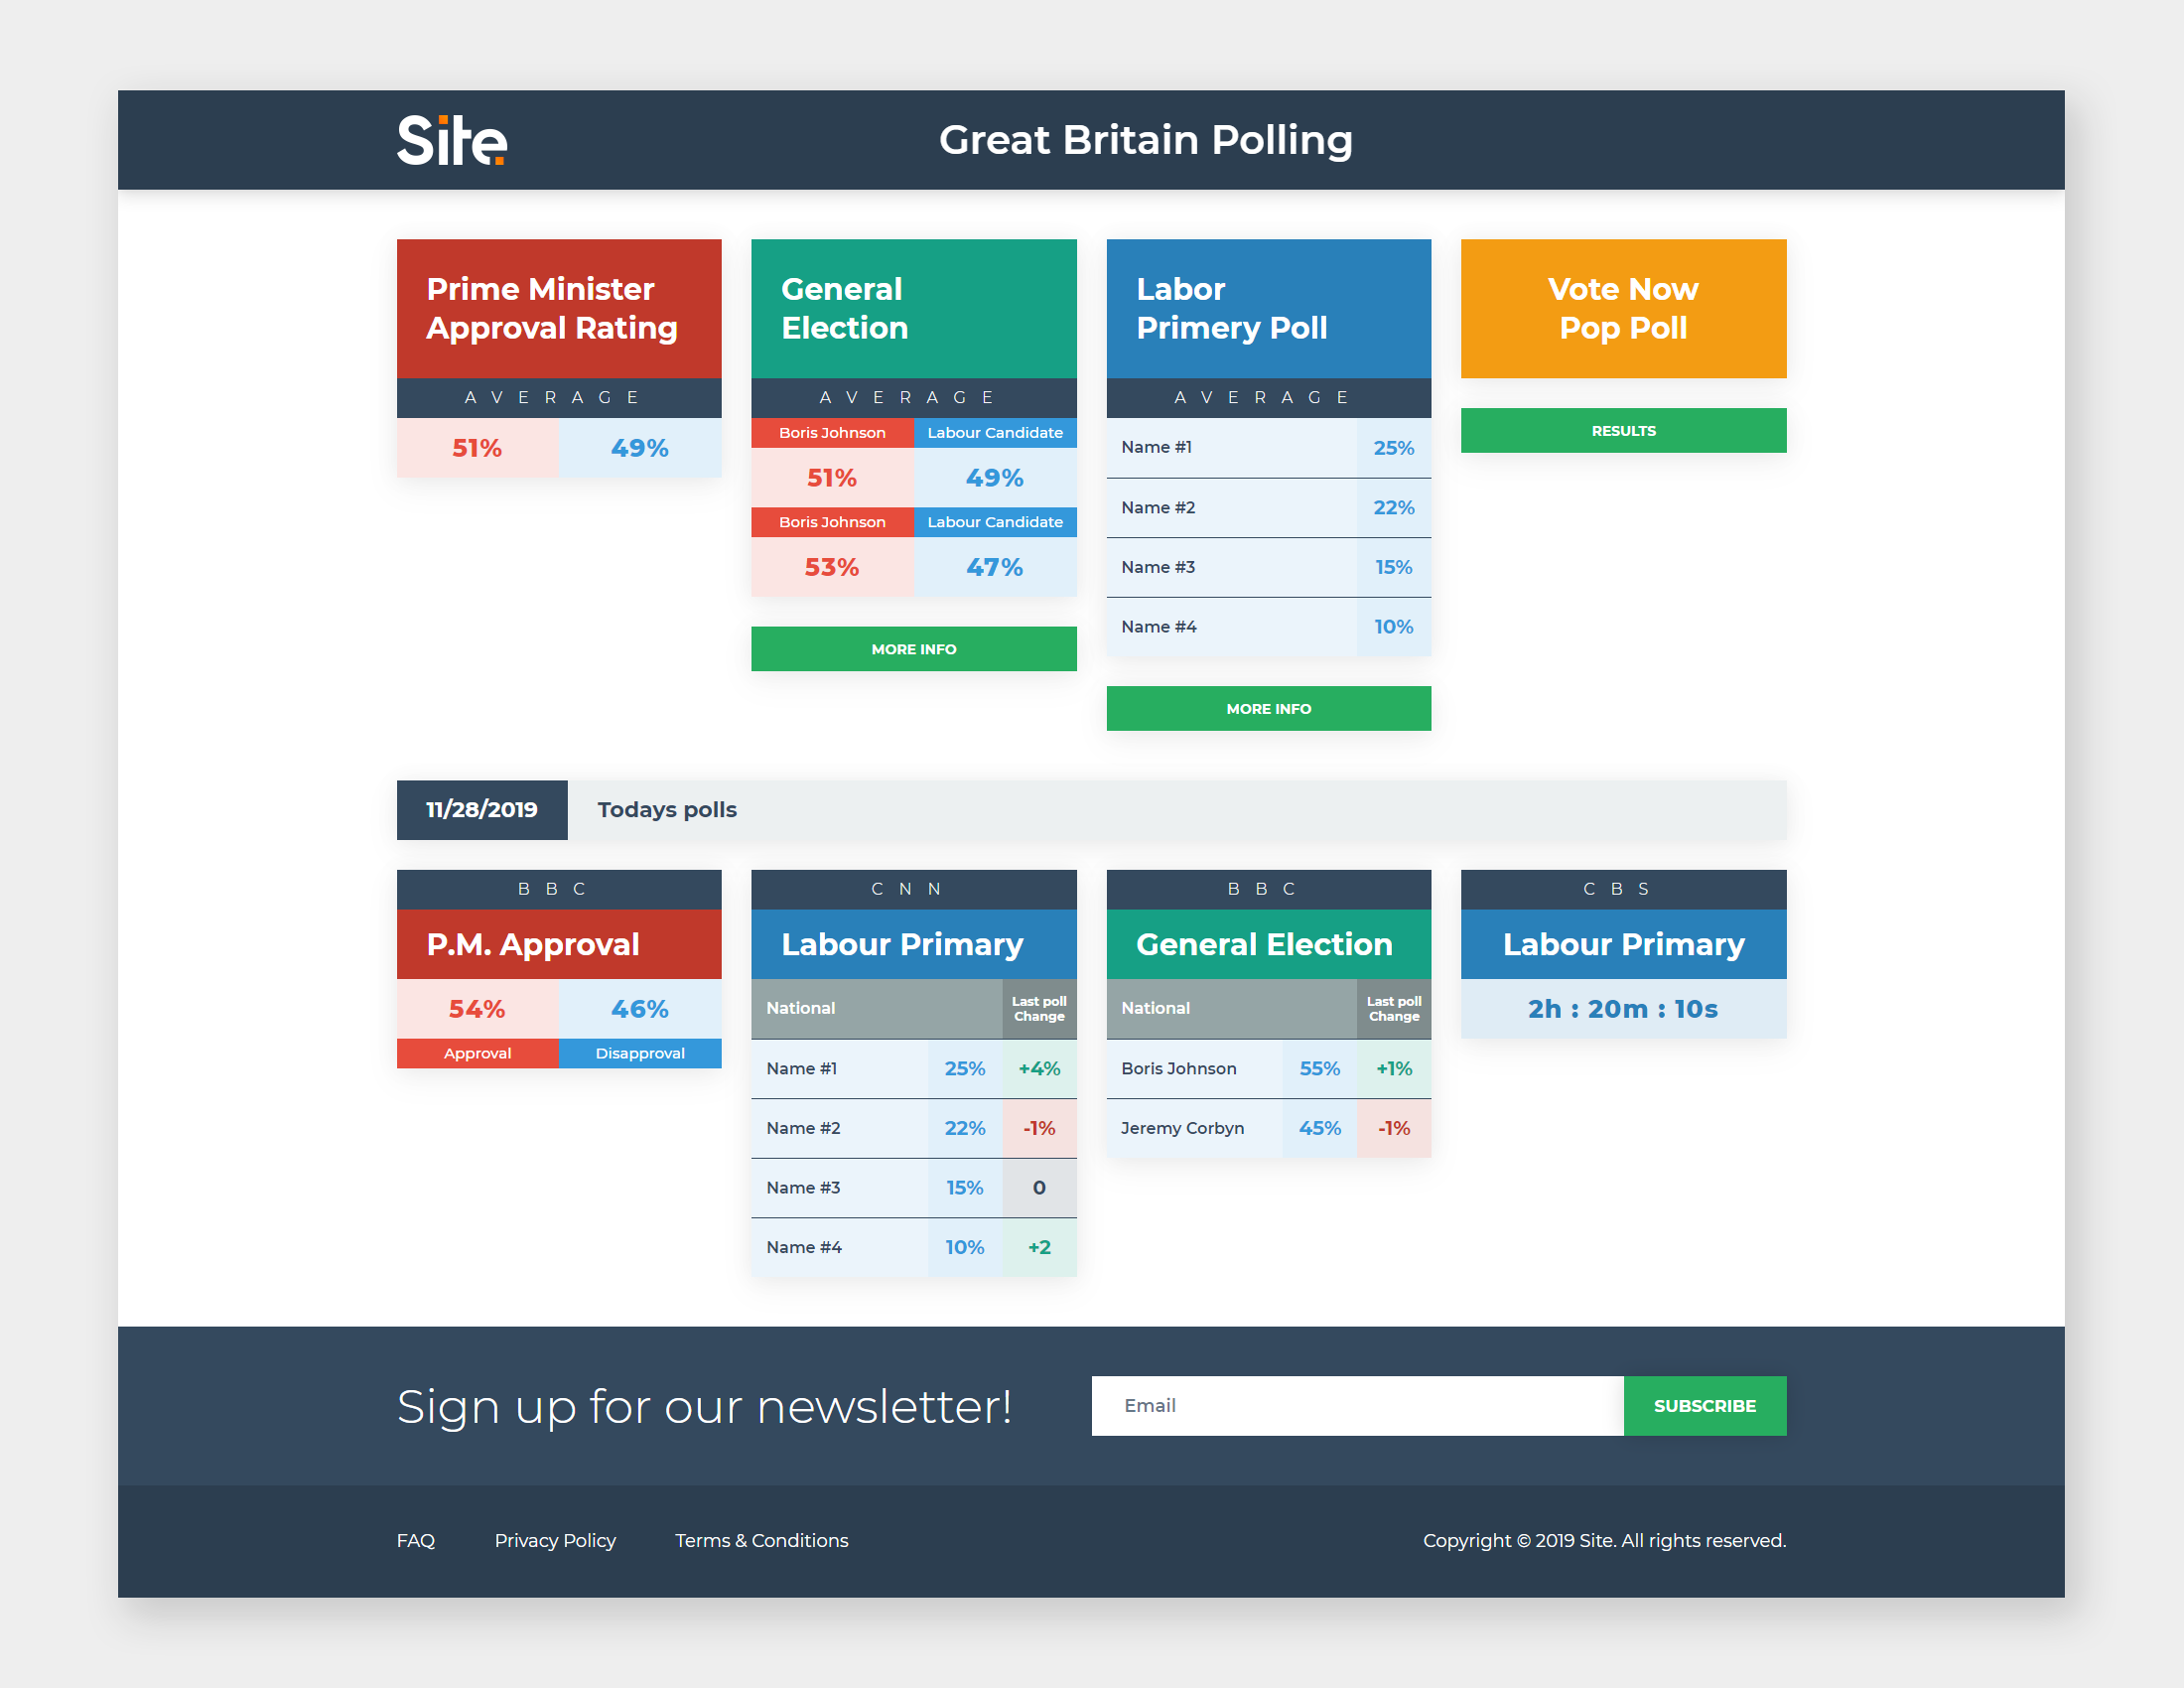 Site.
Great Britain Polling
Prime Minister
Approval Rating
AVERAGE
51% 49%
General
Election
AVERAGE
Boris Johnson Labour Candidate
51% 49%
Boris Johnson Labour Candidate
53% 47%
MORE INFO
Labor
Primery Poll
AVERAGE
Name #1 25%
Name #2 22%
Name #3 15%
Name #4 10%
MORE INFO
Vote Now
Pop Poll
RESULTS
11/28/2019 Todays polls
BBC
P.M. Approval
54% 46%
Approval Disapproval
CNN
Labour Primary
National Last poll
Change
Name #1 25% +4%
Name #2 22% -1%
Name #3 15% 0
Name #4 10% +2
BBC
General Election
National Last poll
Change
Boris Johnson 55% +1%
Jeremy Corbyn 45% -1%
CBS
Labour Primary
2h : 20m : 10s
Sign up for our newsletter!
Email SUBSCRIBE
FAQ Privacy Policy Terms & Conditions
Copyright © 2019 Site. All rights reserved.